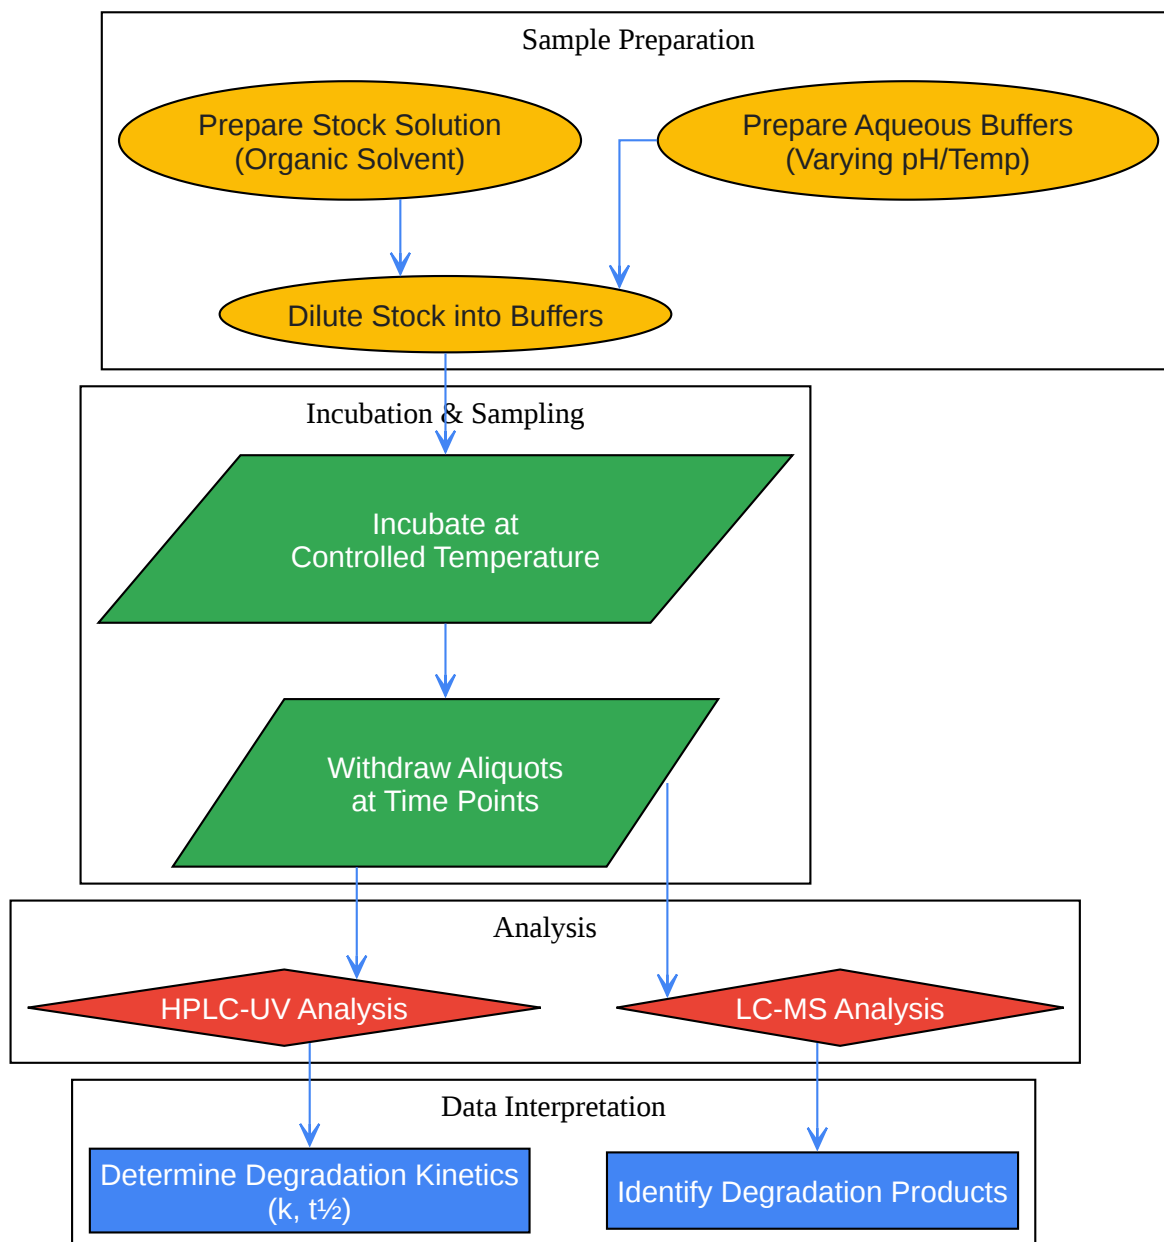 Sample Preparation
Prepare Stock Solution
(Organic Solvent)
Prepare Aqueous Buffers
(Varying pH/Temp)
Dilute Stock into Buffers
Incubation & Sampling
Incubate at
Controlled Temperature
Withdraw Aliquots
at Time Points
Analysis
HPLC-UV Analysis
LC-MS Analysis
Data Interpretation
Determine Degradation Kinetics
(k, t½)
Identify Degradation Products